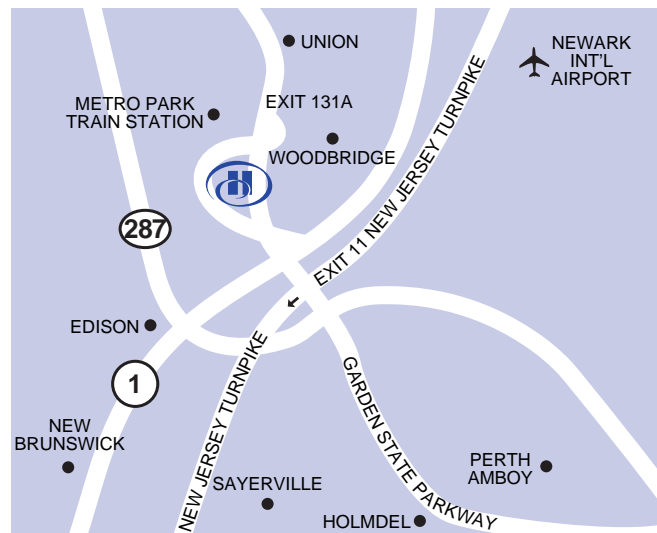 UNION
NEWARK
INT'L
AIRPORT
METRO PARK
TRAIN STATION
EXIT 131A
WOODBRIDGE
H
287
EXIT 11 NEW JERSEY TURNPIKE
EDISON
1
NEW JERSEY TURNPIKE
GARDEN STATE PARKWAY
NEW
BRUNSWICK
SAYERVILLE
PERTH
AMBOY
HOLMDEL